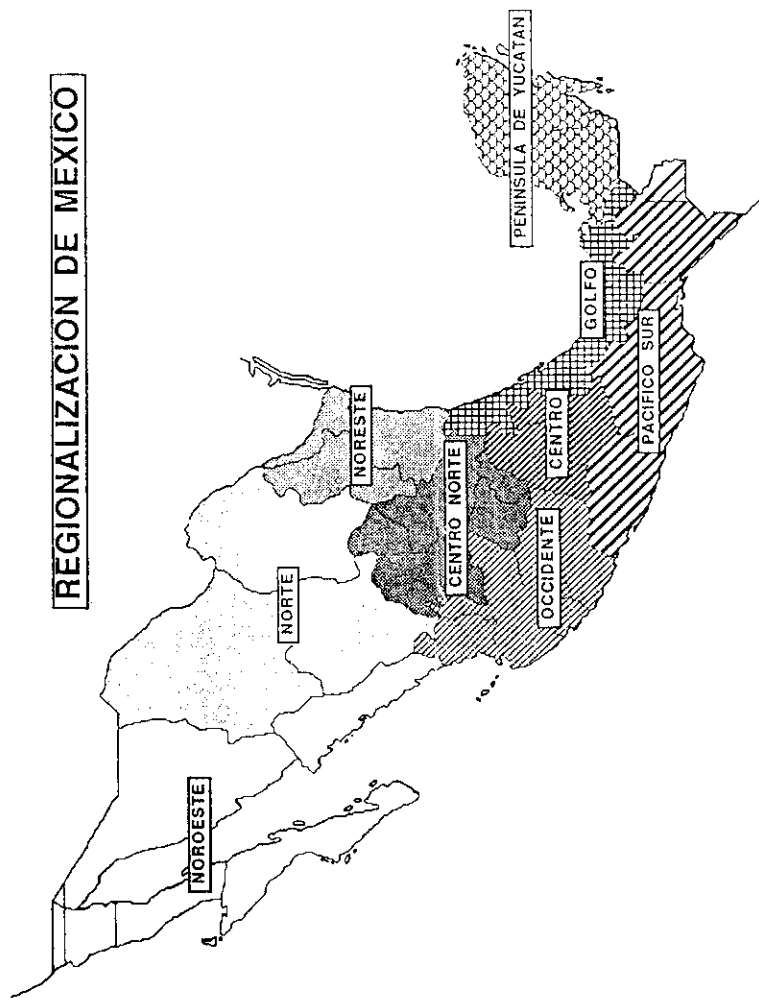 REGIONALIZACION DE MEXICO
NOROESTE
NORTE
NORESTE
CENTRO NORTE
OCCIDENTE
CENTRO
GOLFO
PACIFICO SUR
PENINSULA DE YUCATAN